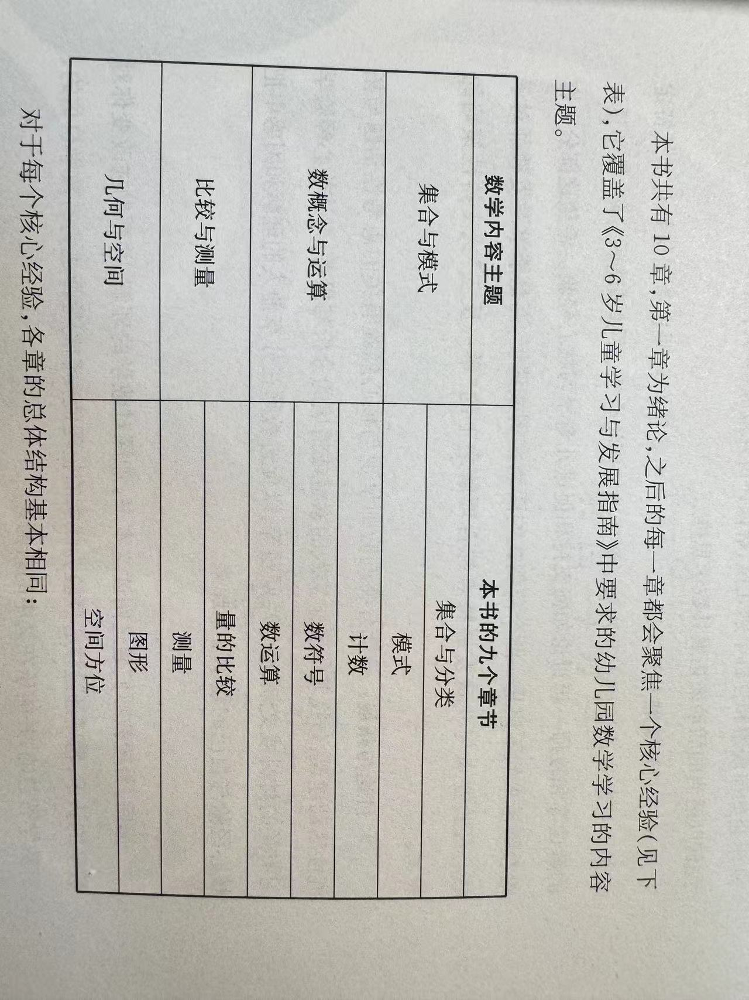 本书共有10章,第一章为绪论,之后的每一章都会聚焦一个核心经验(见下
表),它覆盖了《3～6岁儿童学习与发展指南》中要求的幼儿园数学学习的内容
主题。
数学内容主题 本书的九个章节
集合与模式 集合与分类
模式
数概念与运算 计数
数符号
数运算
比较与测量 量的比较
测量
几何与空间 图形
空间方位
对于每个核心经验,各章的总体结构基本相同: